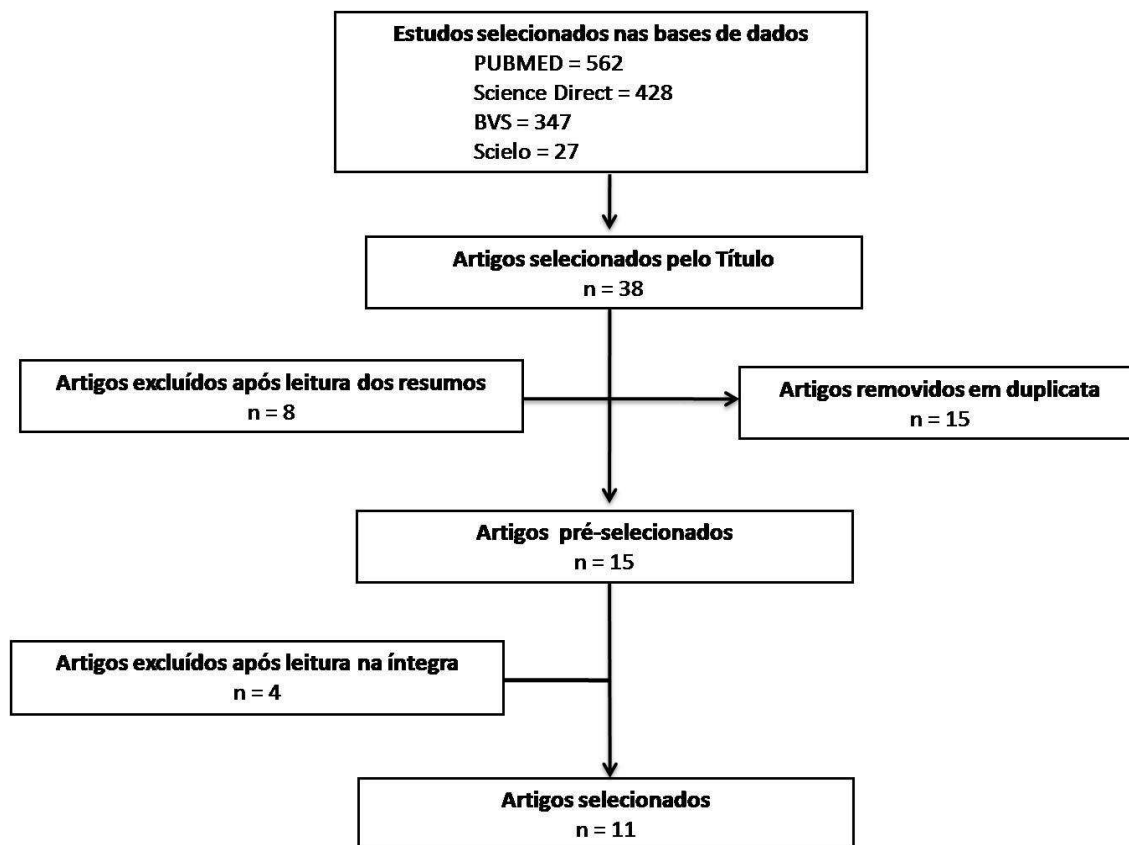 Estudos selecionados nas bases de dados
PUBMED = 562
Science Direct = 428
BVS = 347
Scielo = 27
Artigos selecionados pelo Título
n = 38
Artigos excluídos após leitura dos resumos
n = 8
Artigos removidos em duplicata
n = 15
Artigos pré-selecionados
n = 15
Artigos excluídos após leitura na íntegra
n = 4
Artigos selecionados
n = 11